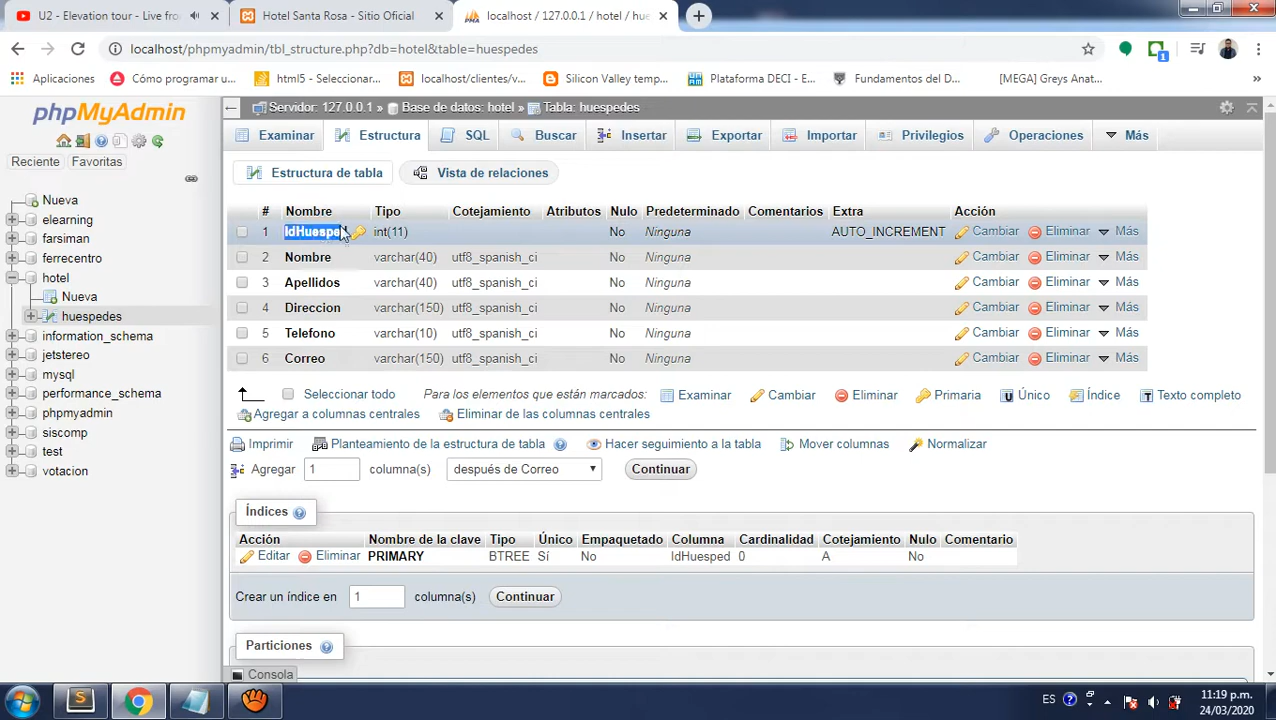 U2 - Elevation tour - Live fro
Hotel Santa Rosa - Sitio Oficial
localhost / 127.0.0.1 / hotel / hue
localhost/phpmyadmin/tbl_structure.php?db=hotel&table=huespedes
1
Aplicaciones
Cómo programar u...
html5 - Seleccionar...
localhost/clientes/v...
Silicon Valley temp...
Plataforma DECI - E...
Fundamentos del D...
[MEGA] Greys Anat...
phpMyAdmin
Reciente
Favoritas
Nueva
elearning
farsiman
ferrecentro
hotel
Nueva
huespedes
information_schema
jetstereo
mysql
performance_schema
phpmyadmin
siscomp
test
votacion
Servidor: 127.0.0.1 » Base de datos: hotel » Tabla: huespedes
Examinar Estructura SQL Buscar Insertar Exportar Importar Privilegios Operaciones Más
Estructura de tabla Vista de relaciones
# Nombre Tipo Cotejamiento Atributos Nulo Predeterminado Comentarios Extra Acción
1 IdHuesped int(11) No Ninguna AUTO_INCREMENT Cambiar Eliminar Más
2 Nombre varchar(40) utf8_spanish_ci No Ninguna Cambiar Eliminar Más
3 Apellidos varchar(40) utf8_spanish_ci No Ninguna Cambiar Eliminar Más
4 Direccion varchar(150) utf8_spanish_ci No Ninguna Cambiar Eliminar Más
5 Telefono varchar(10) utf8_spanish_ci No Ninguna Cambiar Eliminar Más
6 Correo varchar(150) utf8_spanish_ci No Ninguna Cambiar Eliminar Más
Seleccionar todo Para los elementos que están marcados: Examinar Cambiar Eliminar Primaria Único Índice Texto completo
Agregar a columnas centrales Eliminar de las columnas centrales
Imprimir Planteamiento de la estructura de tabla Hacer seguimiento a la tabla Mover columnas Normalizar
Agregar 1 columna(s) después de Correo Continuar
Índices
Acción Nombre de la clave Tipo Único Empaquetado Columna Cardinalidad Cotejamiento Nulo Comentario
Editar Eliminar PRIMARY BTREE Sí No IdHuesped 0 A No
Crear un índice en 1 columna(s) Continuar
Particiones
Consola
ES
11:19 p.m.
24/03/2020